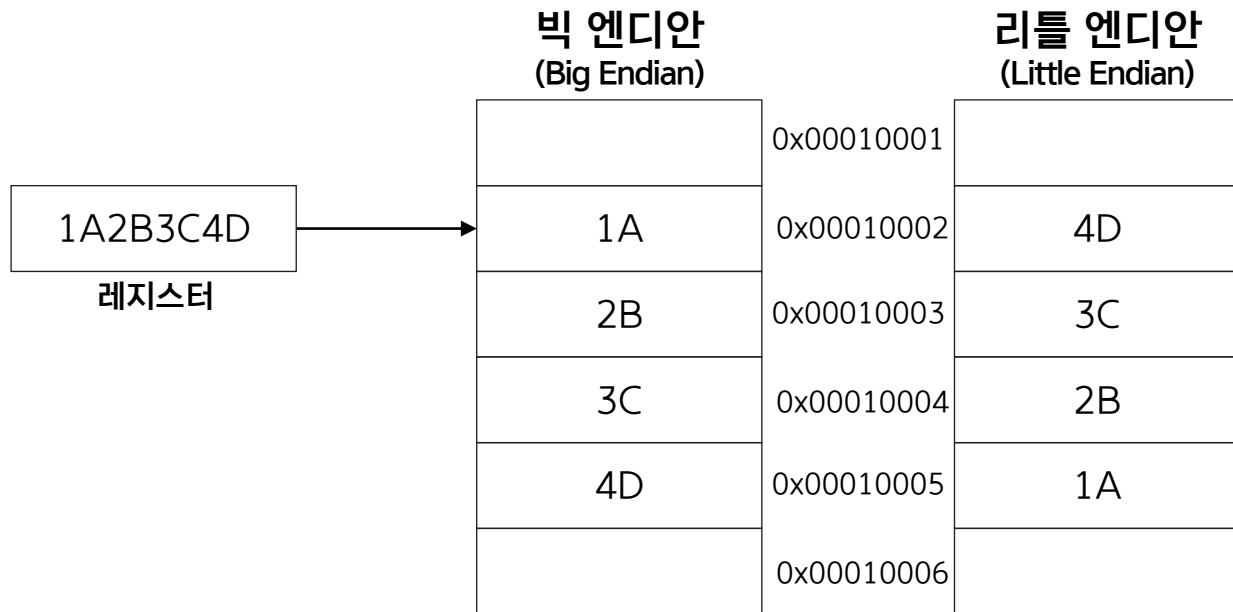 빅 엔디안
(Big Endian)
리틀 엔디안
(Little Endian)
0x00010001
1A2B3C4D
레지스터
1A
0x00010002
4D
2B
0x00010003
3C
3C
0x00010004
2B
4D
0x00010005
1A
0x00010006